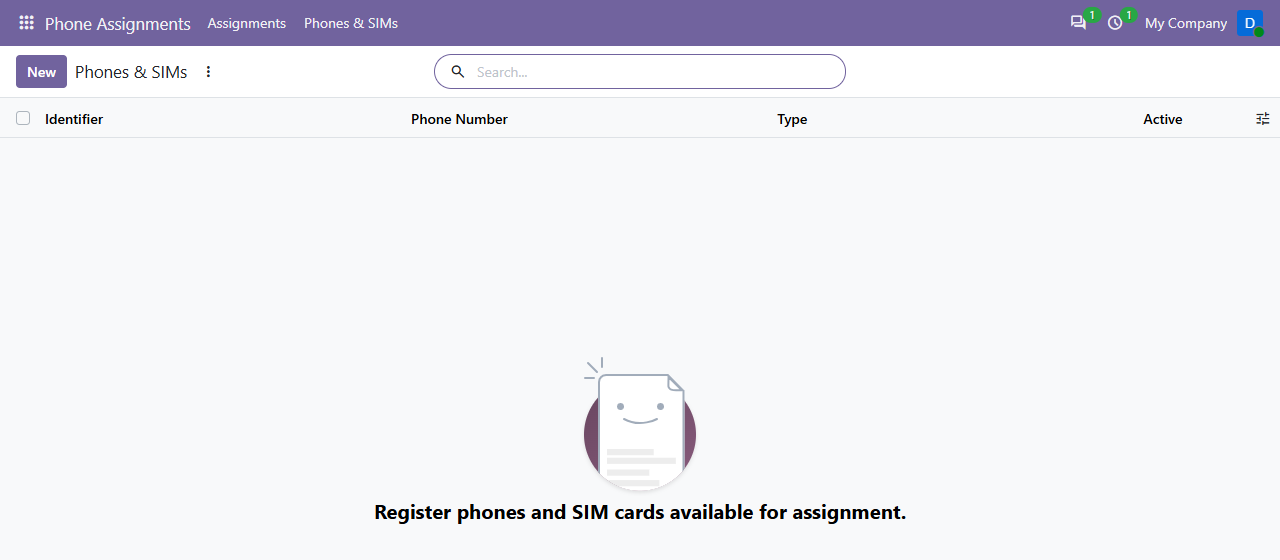 Phone Assignments Assignments Phones & SIMs 1 1 My Company D
New Phones & SIMs Search...
Identifier Phone Number Type Active
Register phones and SIM cards available for assignment.